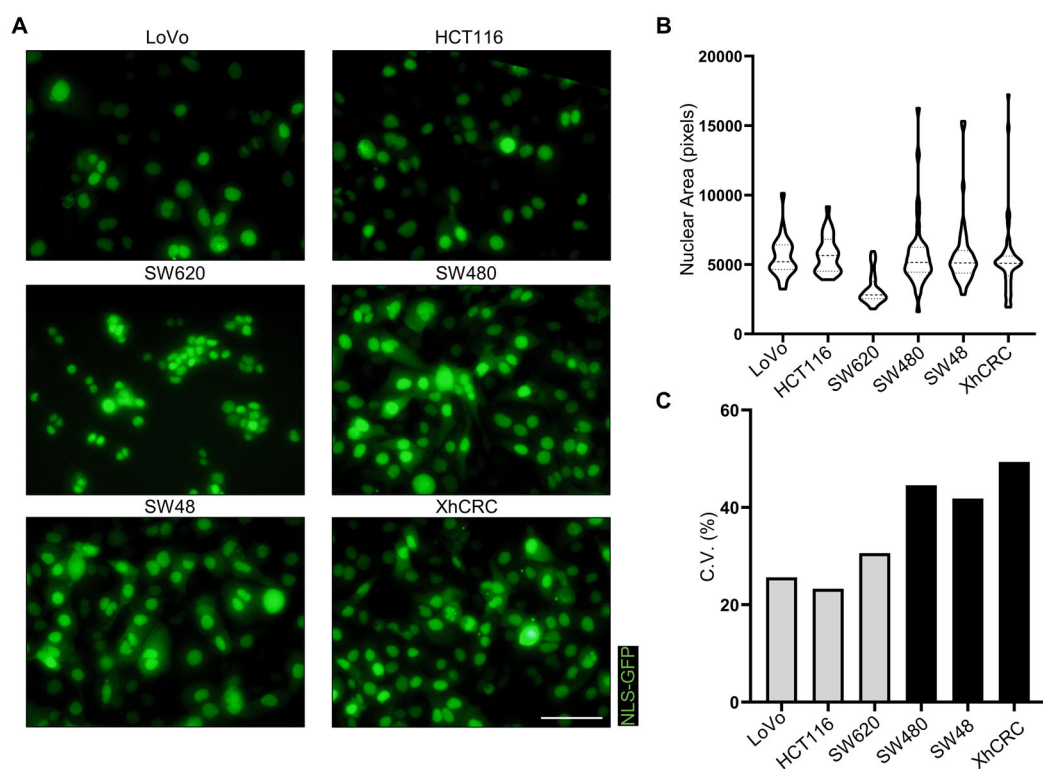 A
LoVo
HCT116
SW620
SW480
SW48
XhCRC
NLS-GFP
B
Nuclear Area (pixels)
20000
15000
10000
5000
0
LoVo
HCT116
SW620
SW480
SW48
XhCRC
C
C.V. (%)
60
40
20
0
LoVo
HCT116
SW620
SW480
SW48
XhCRC